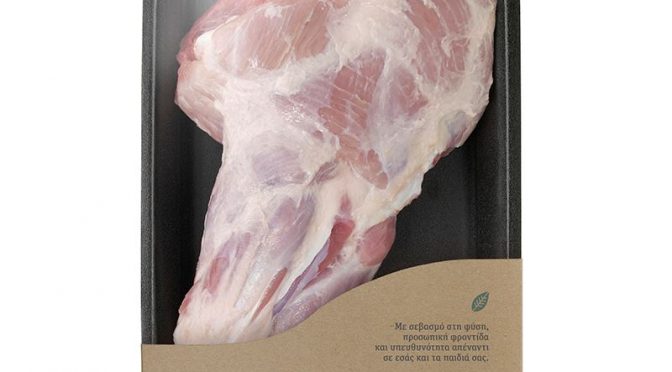 Με σεβασμό στη φύση,
προσωπική φροντίδα
και υπευθυνότητα απέναντι
σε εσάς και τα παιδιά σας.